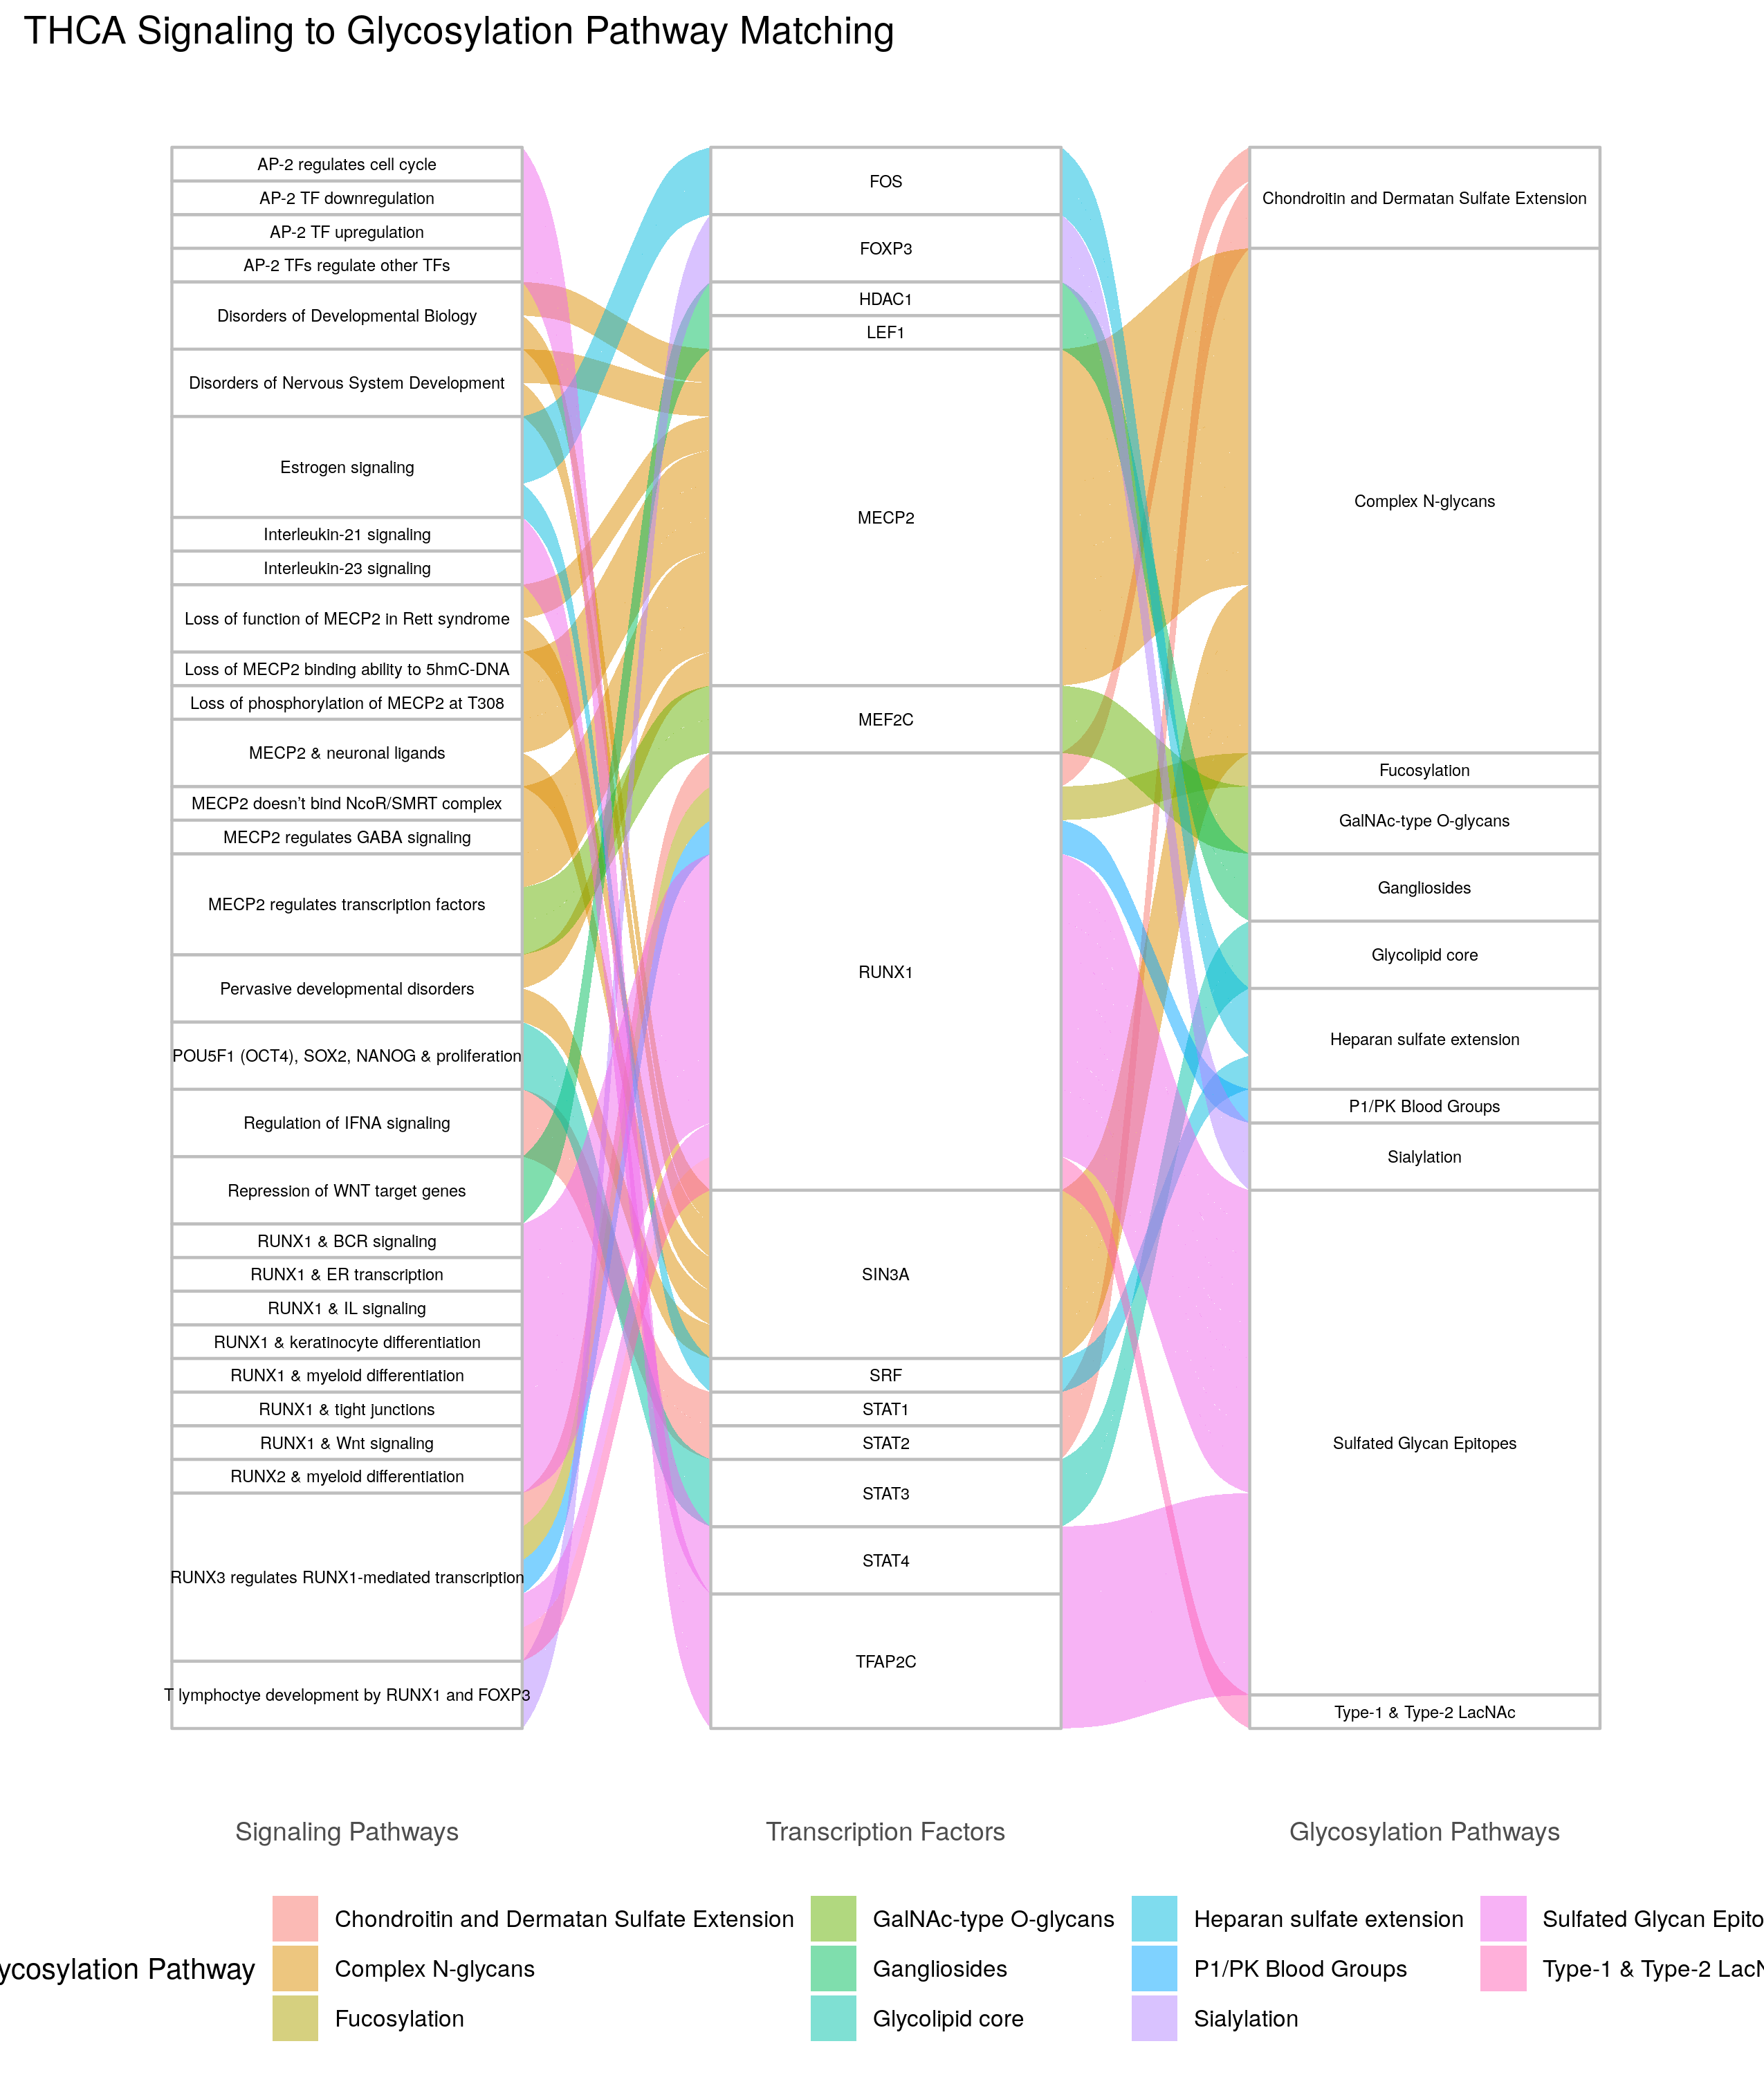 THCA Signaling to Glycosylation Pathway Matching
AP-2 regulates cell cycle
AP-2 TF downregulation
AP-2 TF upregulation
AP-2 TFs regulate other TFs
Disorders of Developmental Biology
Disorders of Nervous System Development
Estrogen signaling
Interleukin-21 signaling
Interleukin-23 signaling
Loss of function of MECP2 in Rett syndrome
Loss of MECP2 binding ability to 5hmC-DNA
Loss of phosphorylation of MECP2 at T308
MECP2 & neuronal ligands
MECP2 doesn't bind NcoR/SMRT complex
MECP2 regulates GABA signaling
MECP2 regulates transcription factors
Pervasive developmental disorders
POU5F1 (OCT4), SOX2, NANOG & proliferation
Regulation of IFNA signaling
Repression of WNT target genes
RUNX1 & BCR signaling
RUNX1 & ER transcription
RUNX1 & IL signaling
RUNX1 & keratinocyte differentiation
RUNX1 & myeloid differentiation
RUNX1 & tight junctions
RUNX1 & Wnt signaling
RUNX2 & myeloid differentiation
RUNX3 regulates RUNX1-mediated transcription
T lymphoctye development by RUNX1 and FOXP3
FOS
FOXP3
HDAC1
LEF1
MECP2
MEF2C
RUNX1
SIN3A
SRF
STAT1
STAT2
STAT3
STAT4
TFAP2C
Chondroitin and Dermatan Sulfate Extension
Complex N-glycans
Fucosylation
GalNAc-type O-glycans
Gangliosides
Glycolipid core
Heparan sulfate extension
P1/PK Blood Groups
Sialylation
Sulfated Glycan Epitopes
Type-1 & Type-2 LacNAc
Signaling Pathways
Transcription Factors
Glycosylation Pathways
ycosylation Pathway
Chondroitin and Dermatan Sulfate Extension
Complex N-glycans
Fucosylation
GalNAc-type O-glycans
Gangliosides
Glycolipid core
Heparan sulfate extension
P1/PK Blood Groups
Sialylation
Sulfated Glycan Epito
Type-1 & Type-2 LacN